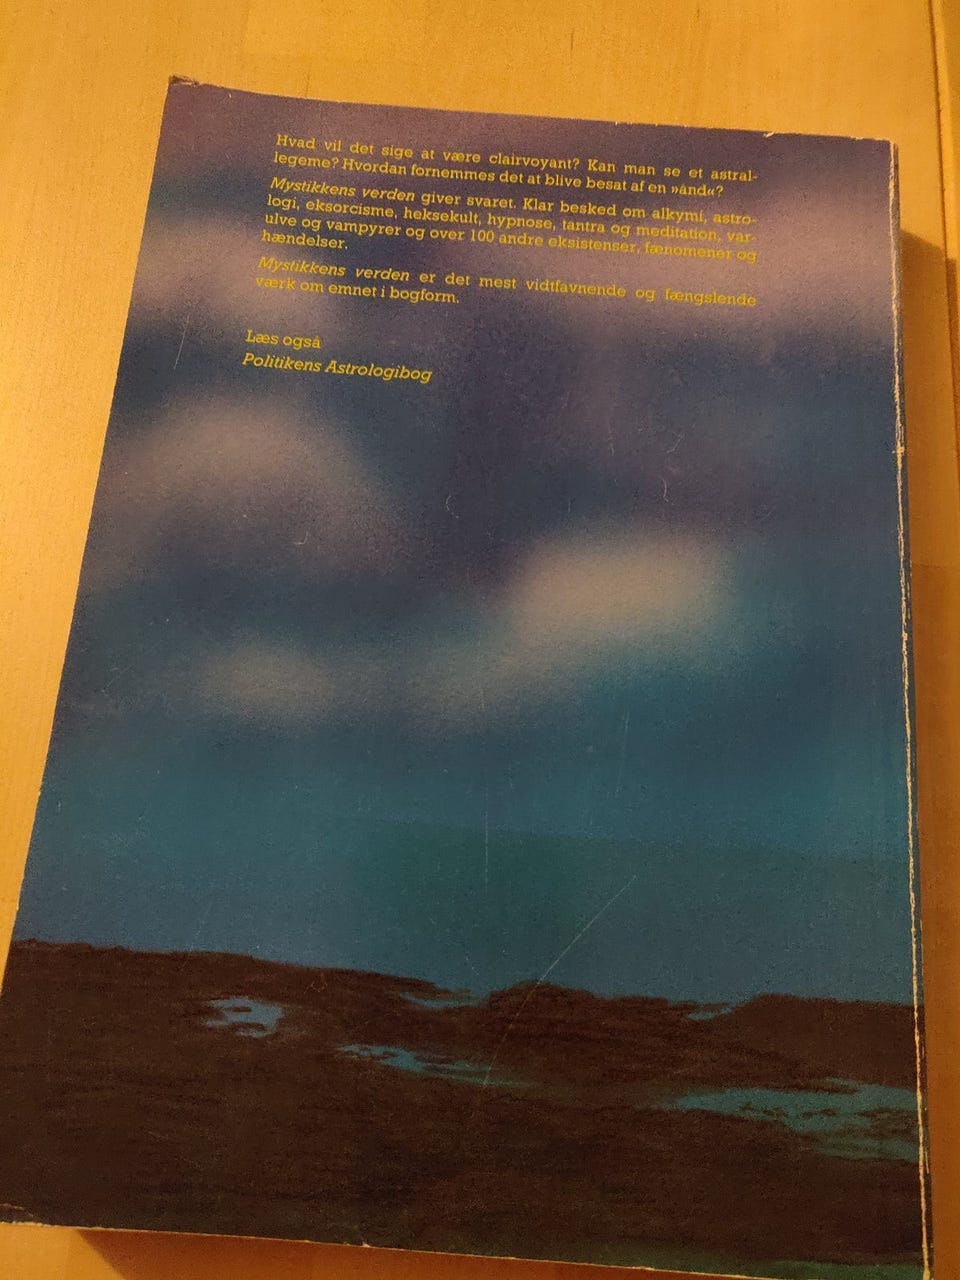 Hvad vil det sige at være clairvoyant? Kan man se et astral-
legeme? Hvordan fornemmes det at blive besat af en »ånd«?
Mystikkens verden giver svaret. Klar besked om alkymi, astro-
logi, eksorcisme, heksekult, hypnose, tantra og meditation, var-
ulve og vampyrer og over 100 andre eksistenser, fænomener og
hændelser.
Mystikkens verden er det mest vidtfavnende og fængslende
værk om emnet i bogform.
Læs også
Politikens Astrologibog